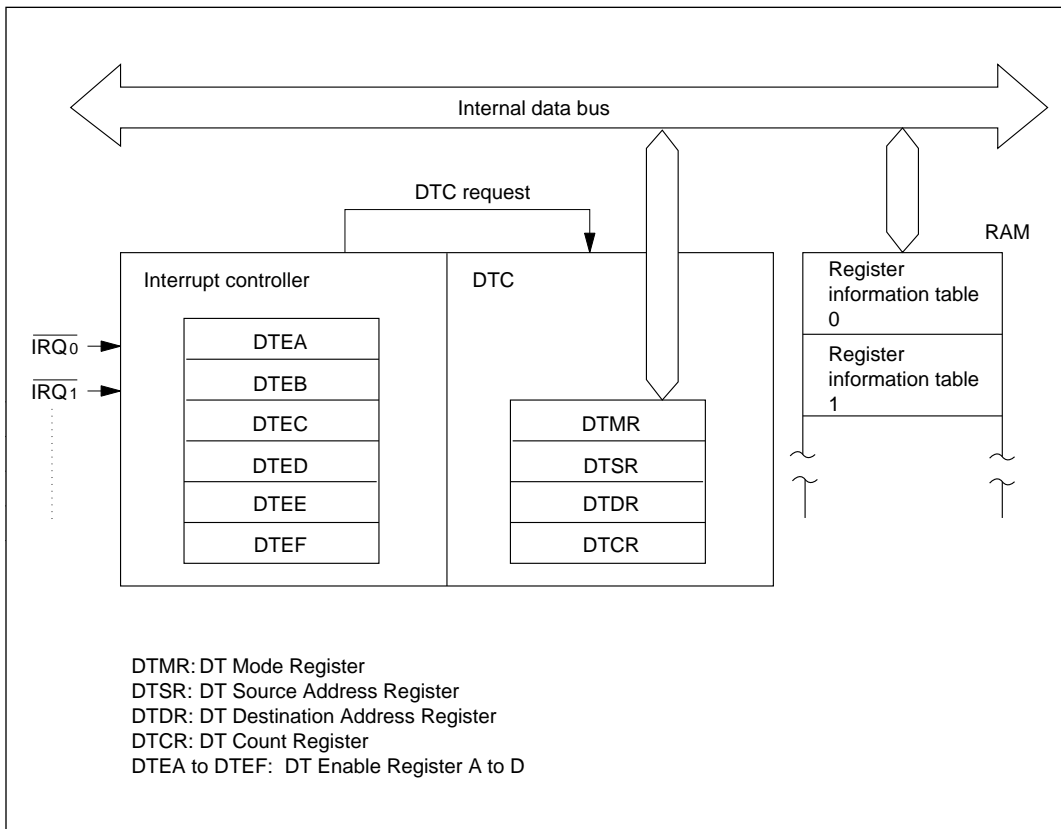 Internal data bus
DTC request
RAM
Interrupt controller
DTC
Register
information table
0
Register
information table
1
IRQ0
IRQ1
DTEA
DTEB
DTEC
DTED
DTEE
DTEF
DTMR
DTSR
DTDR
DTCR
DTMR: DT Mode Register
DTSR: DT Source Address Register
DTDR: DT Destination Address Register
DTCR: DT Count Register
DTEA to DTEF: DT Enable Register A to D